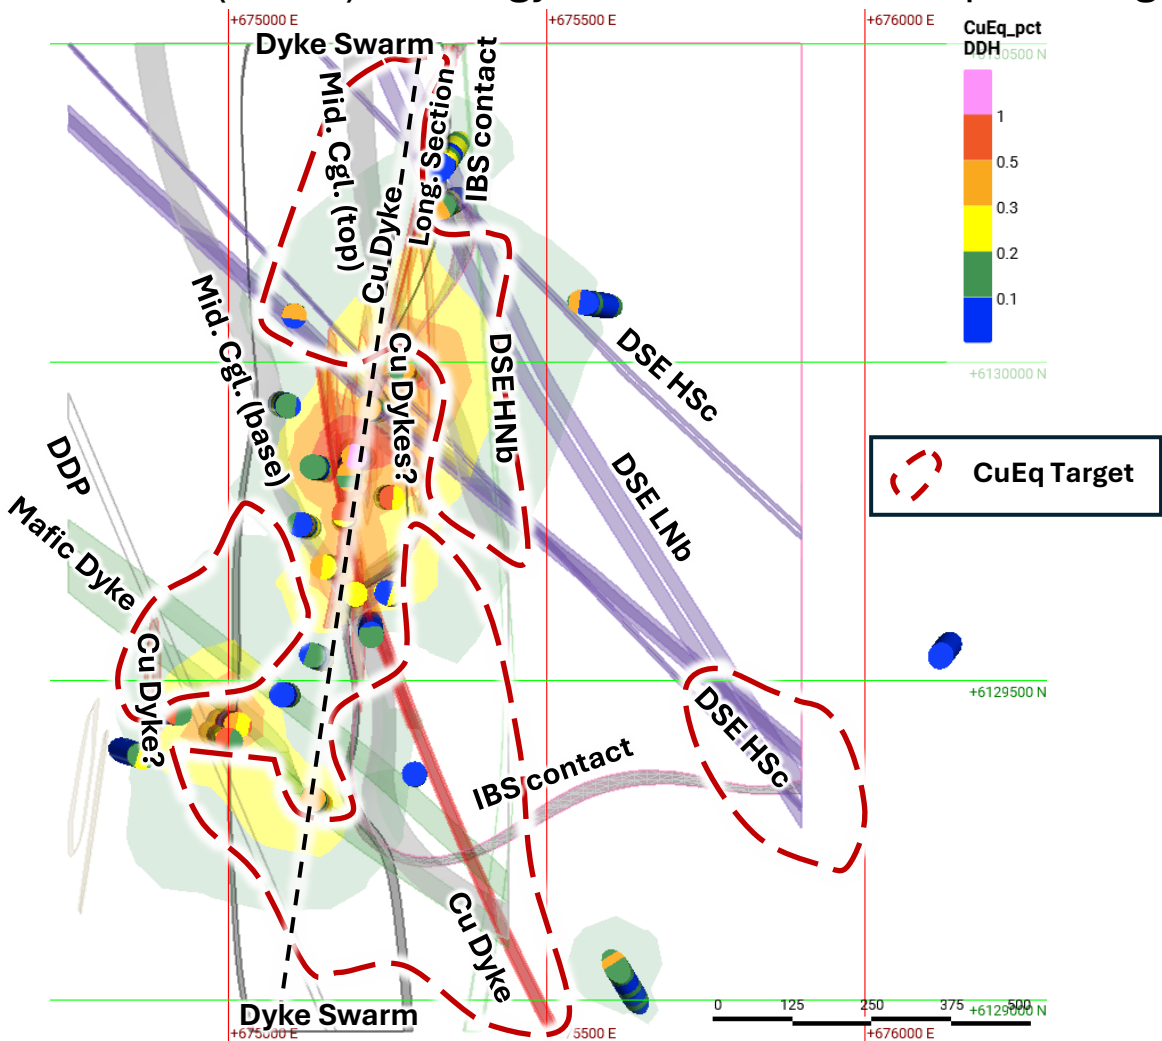 +675000 E
+675500 E
+676000 E
CuEq_pct
DDH
+6130500 N
1
0.5
0.3
0.2
0.1
Dyke Swarm
Mid. Cgl. (top)
Cu Dyke
Long. Section
IBS contact
Mid. Cgl. (base)
Cu Dykes?
DSE HNb
DSE HSc
+6130000 N
DSE LNb
CuEq Target
DDP
Mafic Dyke
Cu Dyke?
+6129500 N
DSE HSc
IBS contact
Cu Dyke
Dyke Swarm
0 125 250 375 500
+6129000 N
+675000 E
5500 E
+676000 E